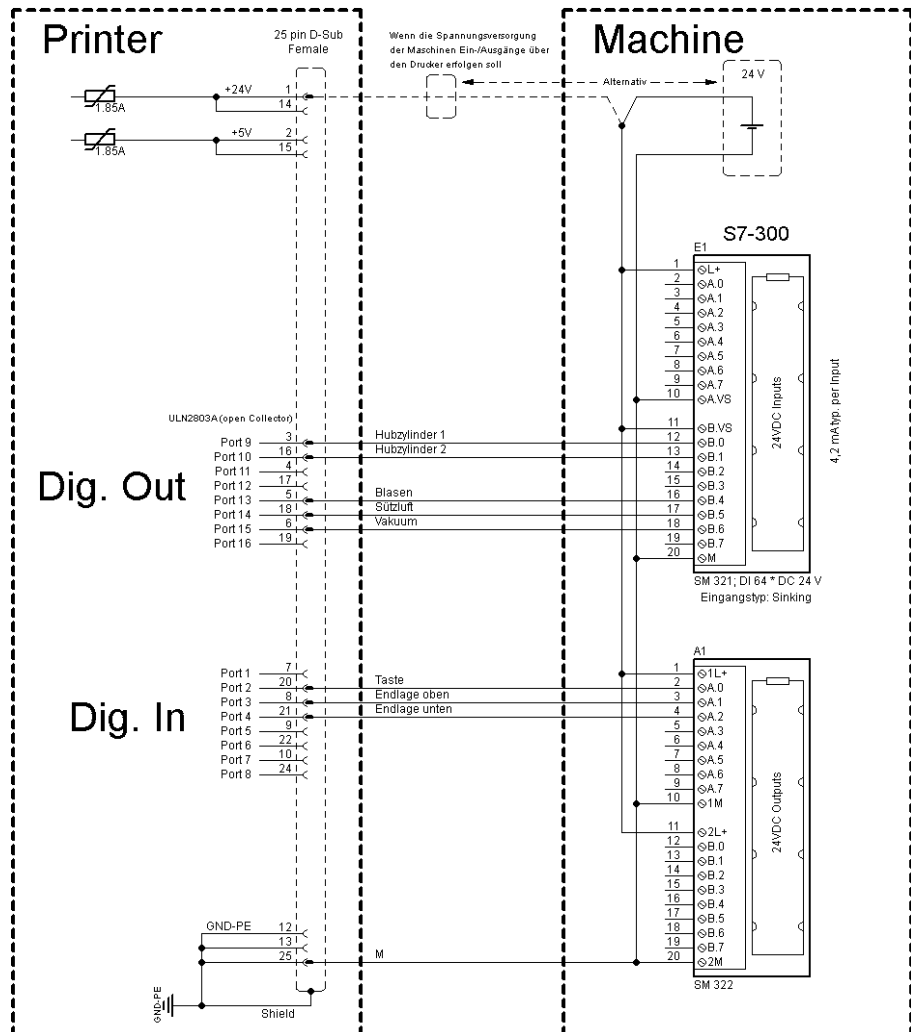 Printer
25 pin D-Sub
Female
Wenn die Spannungsversorgung
der Maschinen Ein-/Ausgänge über
den Drucker erfolgen soll
Machine
Alternativ
24 V
+24V
1
14
1.85A
+5V
2
15
1.85A
S7-300
E1
1 L+
2 A.0
3 A.1
4 A.2
5 A.3
6 A.4
7 A.5
8 A.6
9 A.7
10 A.VS
11 B.VS
12 B.0
13 B.1
14 B.2
15 B.3
16 B.4
17 B.5
18 B.6
19 B.7
20 M
24VDC Inputs
4,2 mAtyp. per Input
SM 321; DI 64 * DC 24 V
Eingangstyp: Sinking
ULN2803A (open Collector)
Dig. Out
Port 9 3 Hubzylinder 1
Port 10 16 Hubzylinder 2
Port 11 4
Port 12 17
Port 13 5 Blasen
Port 14 18 Sützluft
Port 15 6 Vakuum
Port 16 19
Dig. In
Port 1 7
Port 2 20 Taste
Port 3 8 Endlage oben
Port 4 21 Endlage unten
Port 5 9
Port 6 22
Port 7 10
Port 8 24
A1
1 1L+
2 A.0
3 A.1
4 A.2
5 A.3
6 A.4
7 A.5
8 A.6
9 A.7
10 1M
11 2L+
12 B.0
13 B.1
14 B.2
15 B.3
16 B.4
17 B.5
18 B.6
19 B.7
20 2M
24VDC Outputs
SM 322
GND-PE 12
13
25 M
GND-PE
Shield